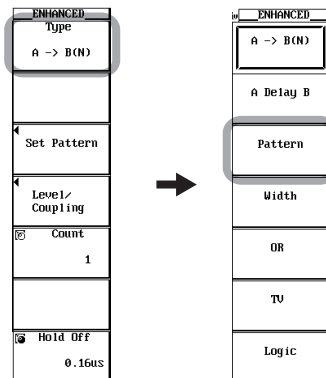 ENHANCED
Type
A -> B(N)
Set Pattern
Level/
Coupling
Count
1
Hold Off
0.16us
ENHANCED
A -> B(N)
A Delay B
Pattern
Width
OR
TV
Logic